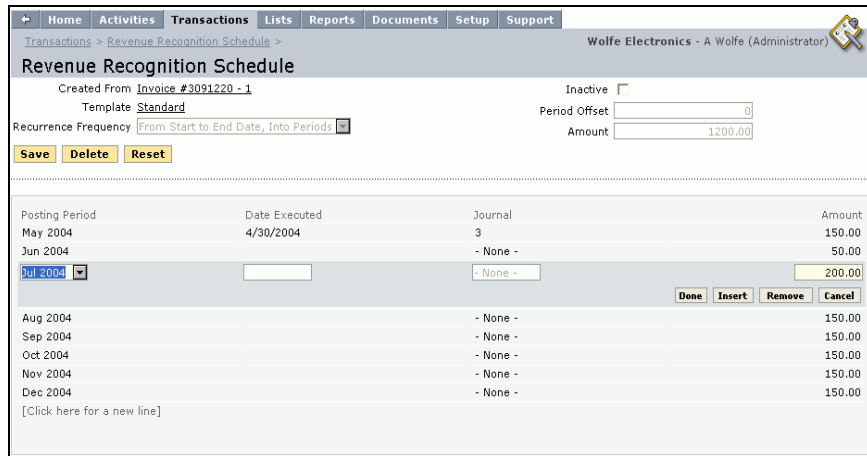 Home Activities Transactions Lists Reports Documents Setup Support
Transactions > Revenue Recognition Schedule >
Wolfe Electronics - A Wolfe (Administrator)
Revenue Recognition Schedule
Created From Invoice #3091220 - 1
Inactive
Template Standard
Period Offset 0
Recurrence Frequency From Start to End Date, Into Periods
Amount 1200.00
Save Delete Reset
Posting Period Date Executed Journal Amount
May 2004 4/30/2004 3 150.00
Jun 2004 - None - 50.00
Jul 2004 - None - 200.00
Done Insert Remove Cancel
Aug 2004 - None - 150.00
Sep 2004 - None - 150.00
Oct 2004 - None - 150.00
Nov 2004 - None - 150.00
Dec 2004 - None - 150.00
[Click here for a new line]